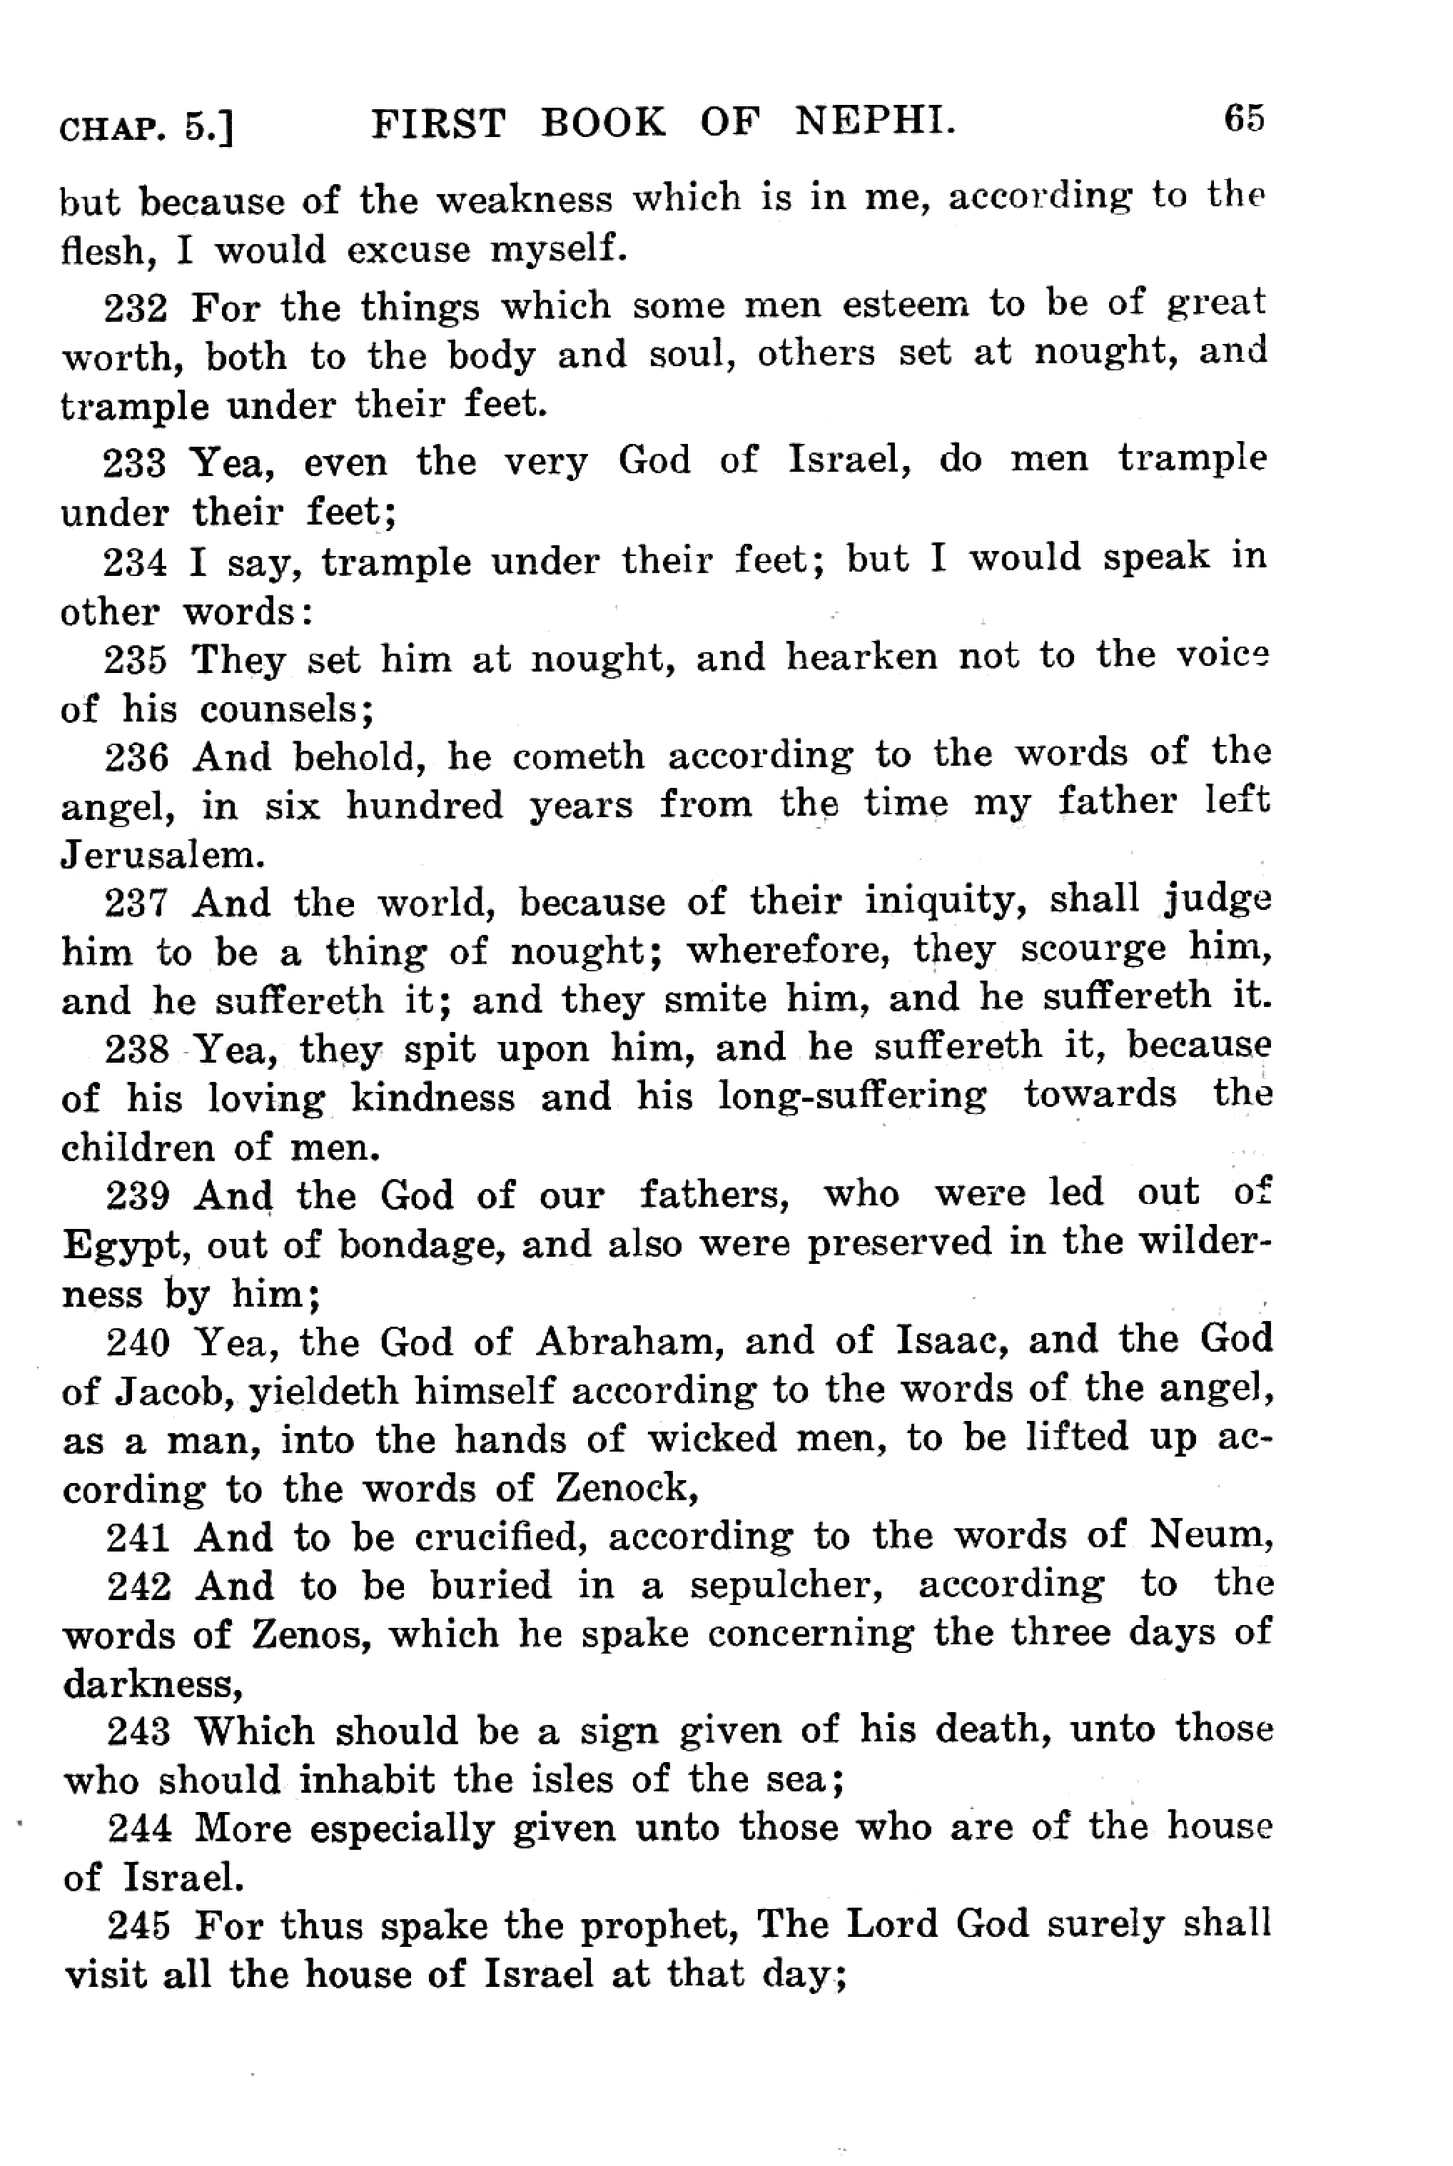 CHAP. 5.] FIRST BOOK OF NEPHI. 65
but because of the weakness which is in me, according to the
flesh, I would excuse myself.
232 For the things which some men esteem to be of great
worth, both to the body and soul, others set at nought, and
trample under their feet.
233 Yea, even the very God of Israel, do men trample
under their feet;
234 I say, trample under their feet; but I would speak in
other words:
235 They set him at nought, and hearken not to the voice
of his counsels;
236 And behold, he cometh according to the words of the
angel, in six hundred years from the time my father left
Jerusalem.
237 And the world, because of their iniquity, shall judge
him to be a thing of nought; wherefore, they scourge him,
and he suffereth it; and they smite him, and he suffereth it.
238 Yea, they spit upon him, and he suffereth it, because
of his loving kindness and his long-suffering towards the
children of men.
239 And the God of our fathers, who were led out of
Egypt, out of bondage, and also were preserved in the wilder-
ness by him;
240 Yea, the God of Abraham, and of Isaac, and the God
of Jacob, yieldeth himself according to the words of the angel,
as a man, into the hands of wicked men, to be lifted up ac-
cording to the words of Zenock,
241 And to be crucified, according to the words of Neum,
242 And to be buried in a sepulcher, according to the
words of Zenos, which he spake concerning the three days of
darkness,
243 Which should be a sign given of his death, unto those
who should inhabit the isles of the sea;
244 More especially given unto those who are of the house
of Israel.
245 For thus spake the prophet, The Lord God surely shall
visit all the house of Israel at that day;